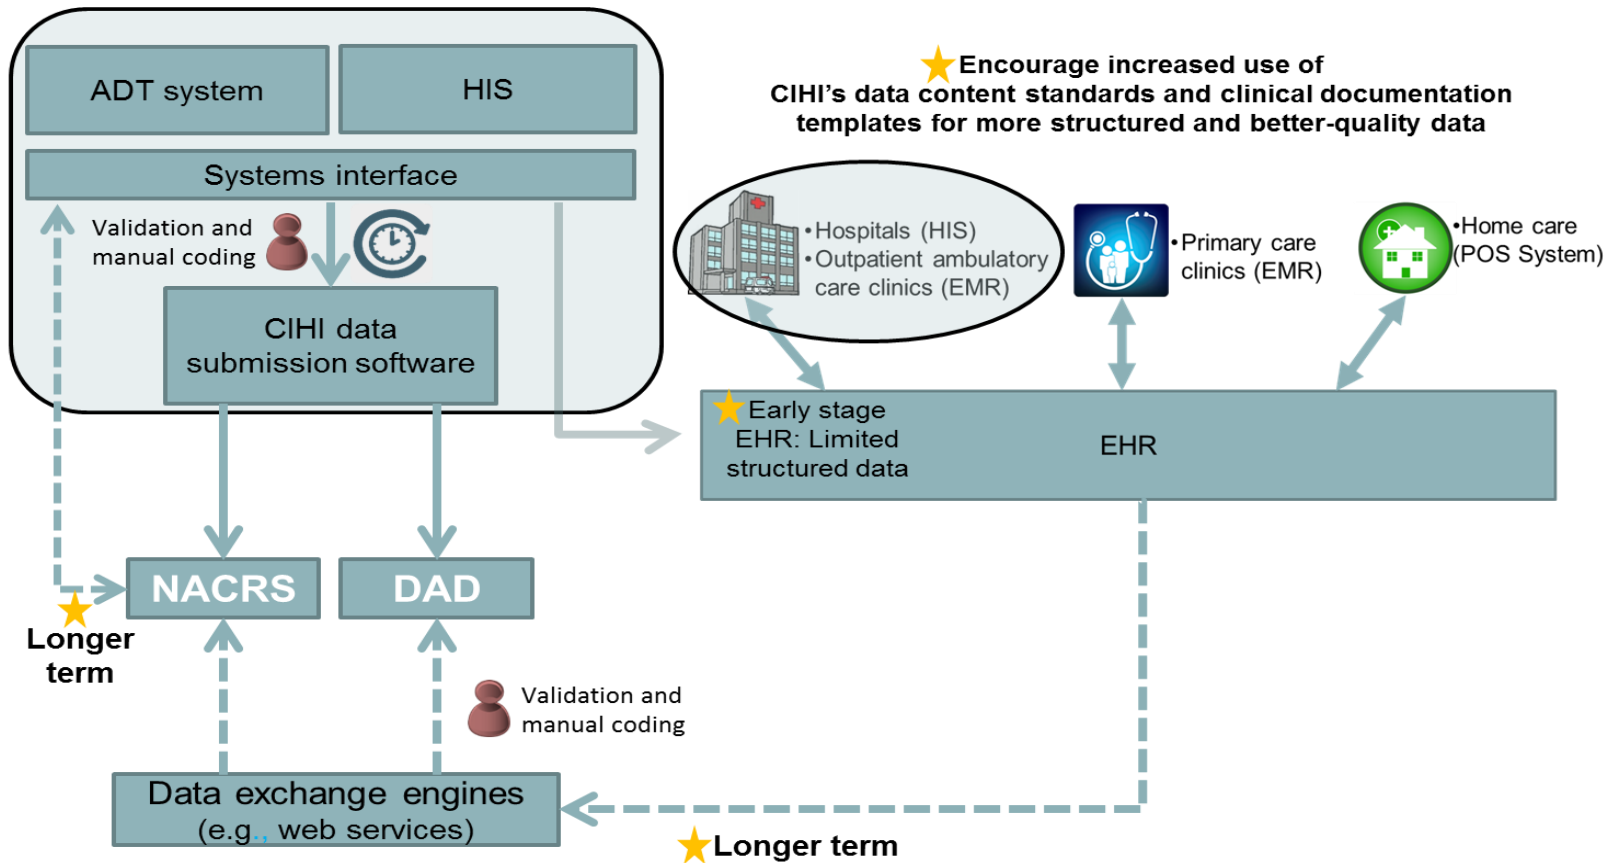 ADT system
HIS
Systems interface
Validation and
manual coding
CIHI data
submission software
Encourage increased use of
CIHI's data content standards and clinical documentation
templates for more structured and better-quality data
•Hospitals (HIS)
•Outpatient ambulatory
care clinics (EMR)
•Primary care
clinics (EMR)
•Home care
(POS System)
Early stage
EHR: Limited
structured data
EHR
NACRS
DAD
Longer
term
Validation and
manual coding
Data exchange engines
(e.g., web services)
Longer term